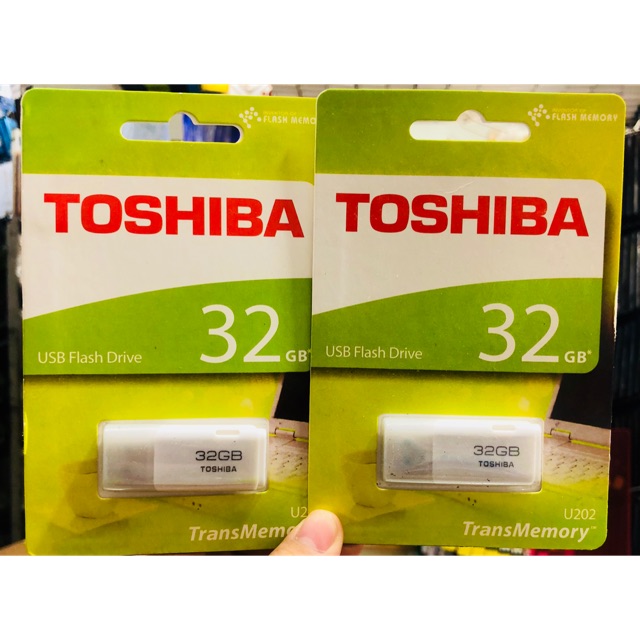 FLASH MEMORY
TOSHIBA
USB Flash Drive
32 GB*
32GB
TOSHIBA
TransMemory
FLASH MEMORY
TOSHIBA
USB Flash Drive
32 GB*
32GB
TOSHIBA
U202
TransMemory™